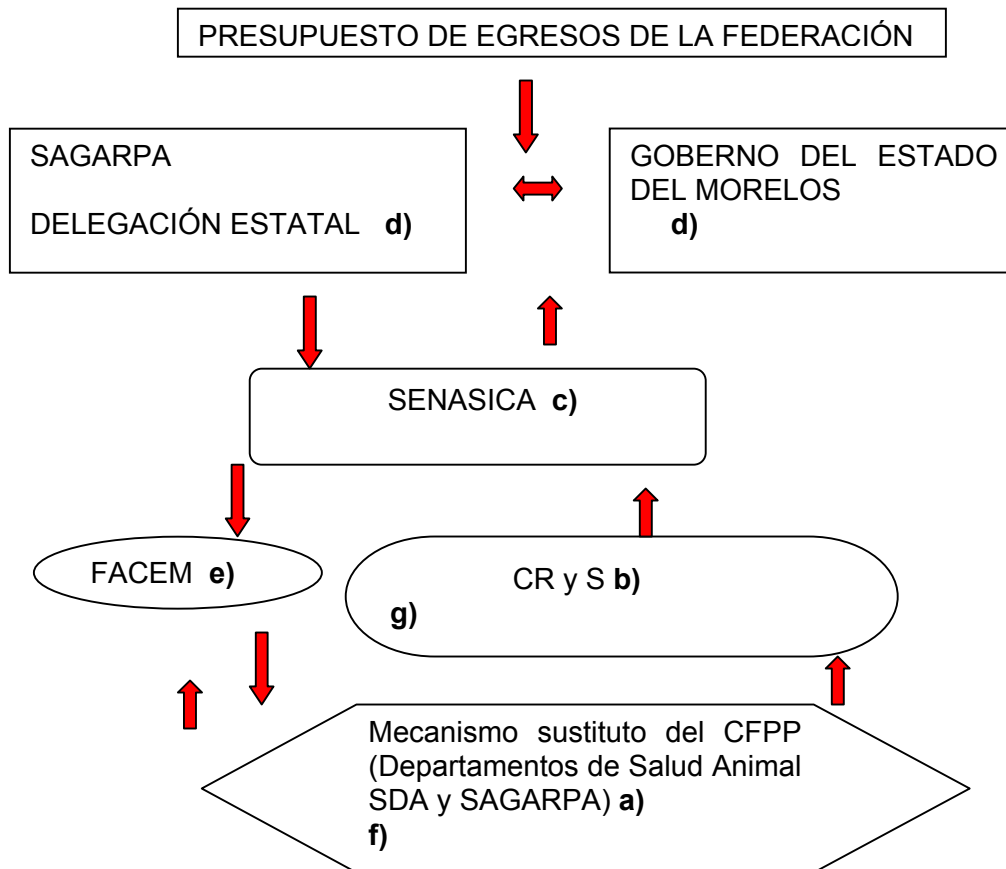 PRESUPUESTO DE EGRESOS DE LA FEDERACIÓN
SAGARPA
DELEGACIÓN ESTATAL d)
GOBERNO DEL ESTADO
DEL MORELOS
d)
SENASICA c)
FACEM e)
CR y S b)
g)
Mecanismo sustituto del CFPP
(Departamentos de Salud Animal
SDA y SAGARPA) a)
f)